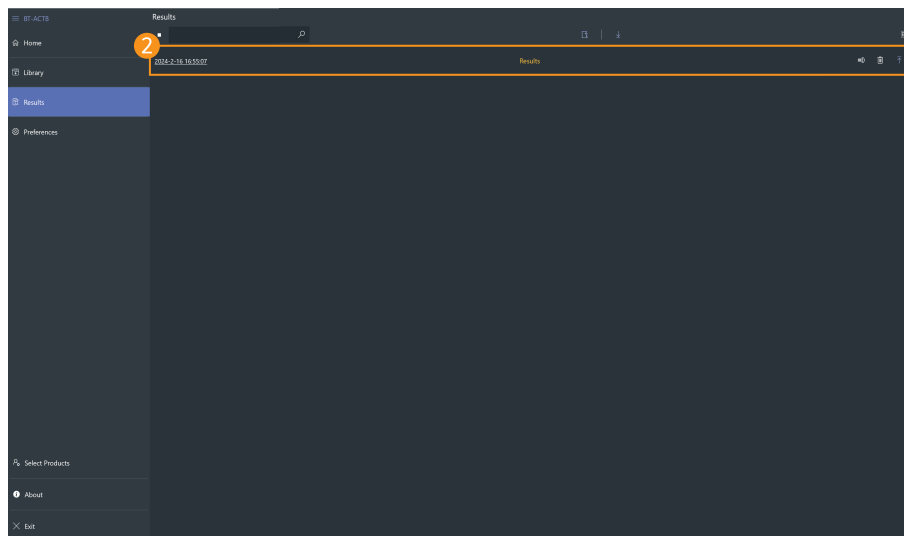 BT-ACTB
Results
Home
2
2024-2-16 16:55:07
Results
Library
Results
Preferences
Select Products
About
Exit